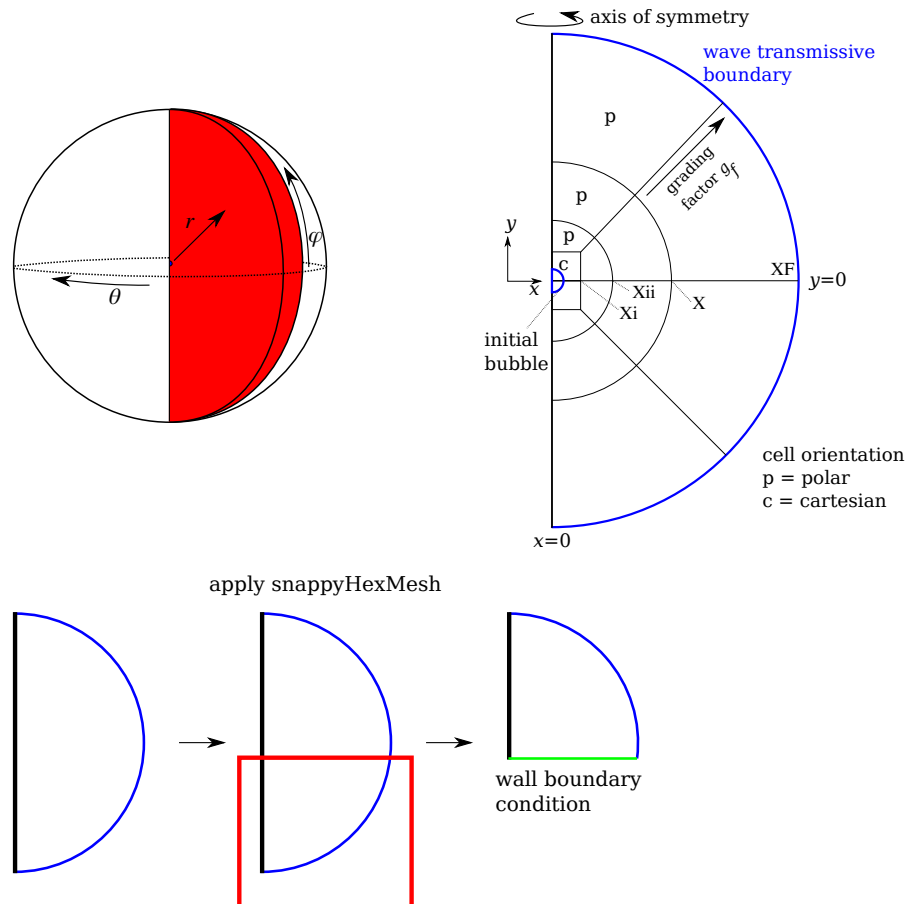 r
φ
θ
axis of symmetry
wave transmissive
boundary
p
grading
factor g_f
p
p
y
c
x
XF
y=0
Xii
Xi
X
initial
bubble
cell orientation
p = polar
c = cartesian
x=0
apply snappyHexMesh
wall boundary
condition